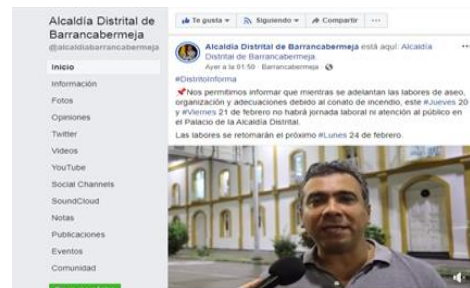 Alcaldía Distrital de
Barrancabermeja
@alcaldiabarrancabermeja
Inicio
Información
Fotos
Opiniones
Twitter
Videos
YouTube
Social Channels
SoundCloud
Notas
Publicaciones
Eventos
Comunidad
Te gusta
Siguiendo
Compartir
Alcaldía Distrital de Barrancabermeja está aquí: Alcaldía
Distrital de Barrancabermeja.
Ayer a la 01:50 · Barrancabermeja ·
#DistritoInforma
📌Nos permitimos informar que mientras se adelantan las labores de aseo,
organización y adecuaciones debido al conato de incendio, este #Jueves 20
y #Viernes 21 de febrero no habrá jornada laboral ni atención al público en
el Palacio de la Alcaldía Distrital.
Las labores se retomarán el próximo #Lunes 24 de febrero.